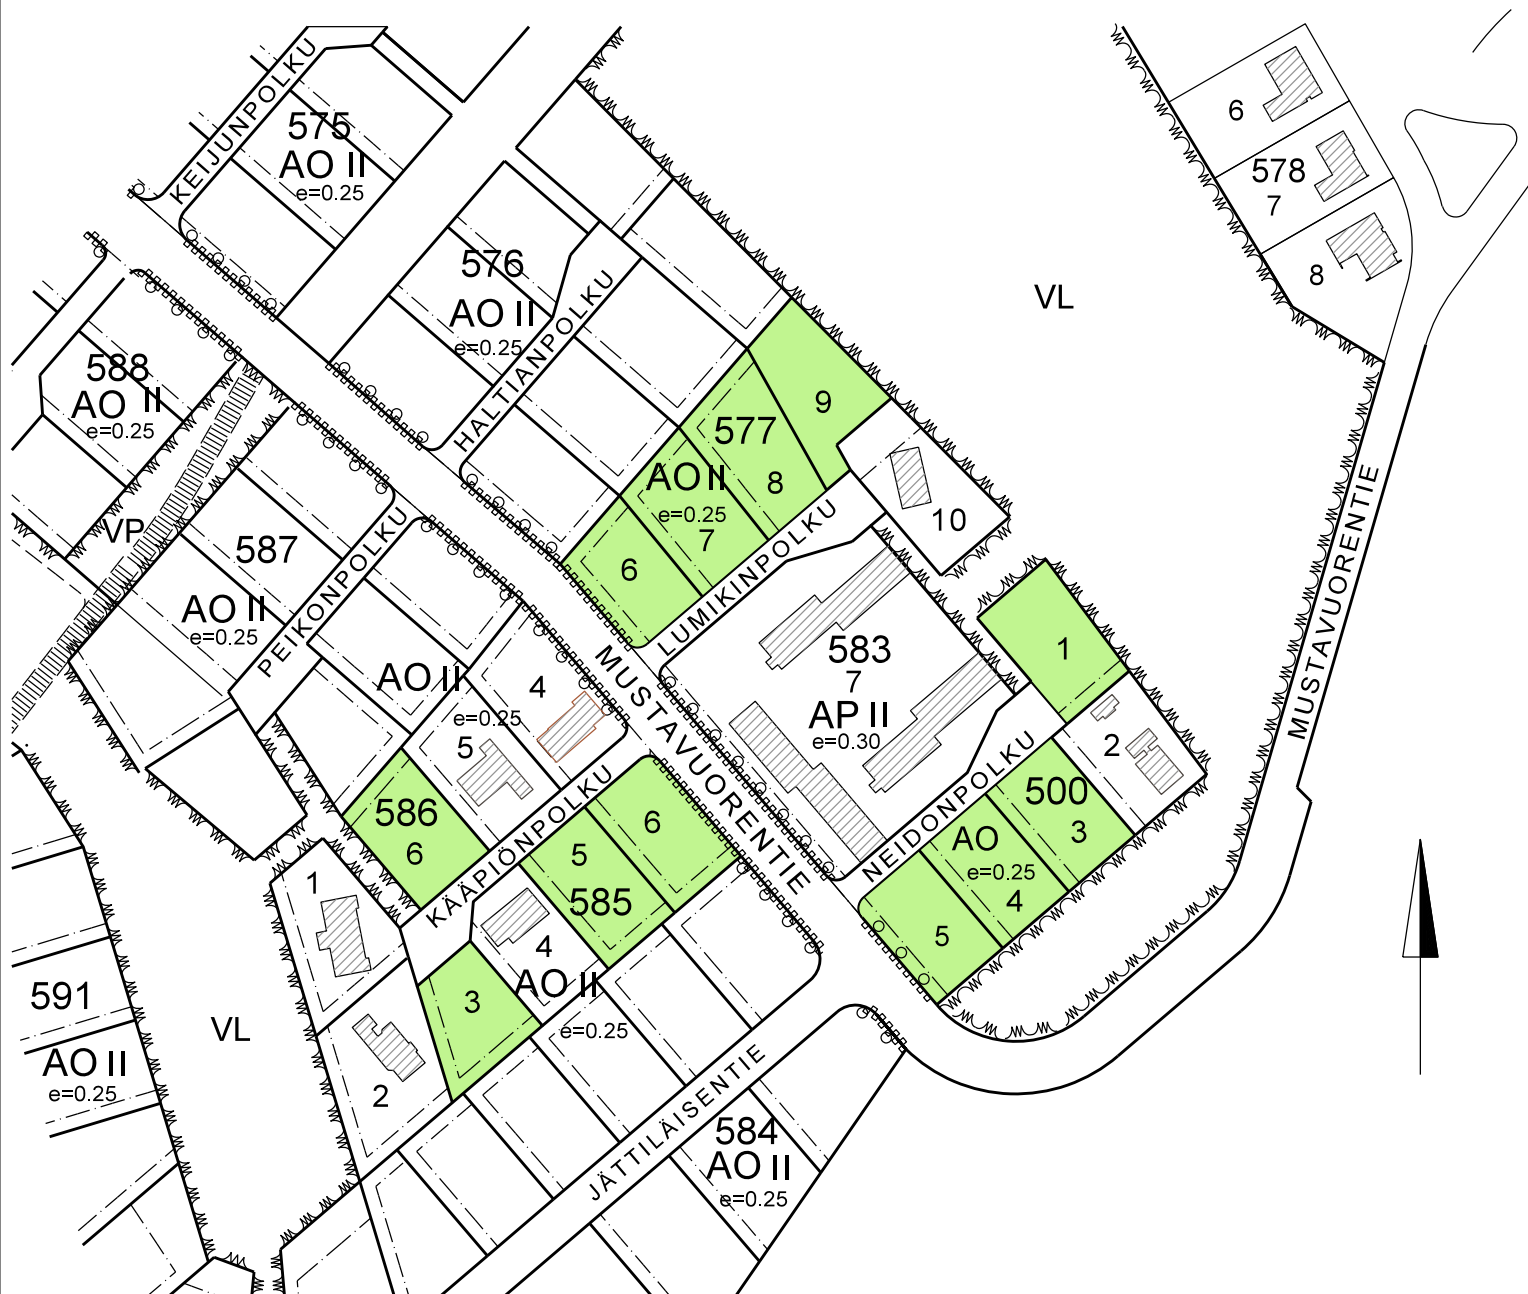 KEIJUNPOLKU
575
AO II
e=0.25
6
578
7
8
576
AO II
e=0.25
HALTIANPOLKU
VL
588
AO II
e=0.25
9
577
AO II
8
e=0.25
7
6
10
LUMIKINPOLKU
VP
587
AO II
e=0.25
PEIKONPOLKU
MUSTAVUORENTIE
583
7
AP II
e=0.30
1
2
MUSTAVUORENTIE
AO II
e=0.25
4
5
586
6
KÄÄPIÖNPOLKU
NEIDONPOLKU
500
3
AO
e=0.25
4
5
6
5
585
4
AO II
e=0.25
3
1
2
591
AO II
e=0.25
VL
JÄTTILÄISENTIE
584
AO II
e=0.25